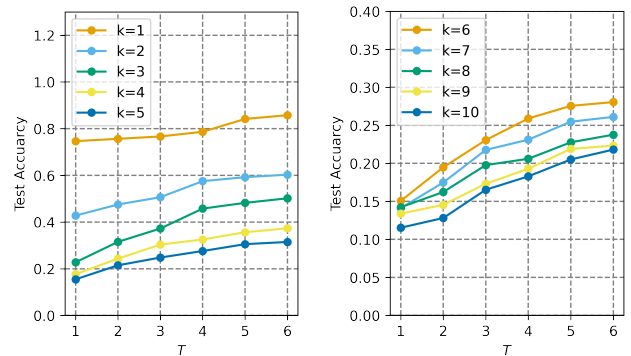 Test Accuarcy
1.2
1.0
0.8
0.6
0.4
0.2
0.0
k=1
k=2
k=3
k=4
k=5
1 2 3 4 5 6
T
Test Accuarcy
0.40
0.35
0.30
0.25
0.20
0.15
0.10
0.05
0.00
k=6
k=7
k=8
k=9
k=10
1 2 3 4 5 6
T